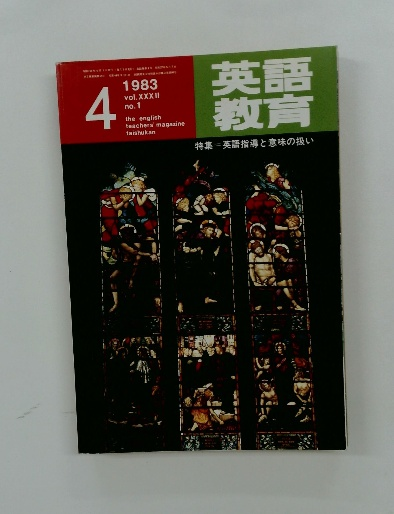 4
1983
vol.XXXII
no.1
the english
teachers' magazine
taishukan
英語
教育
特集=英語指導と意味の扱い